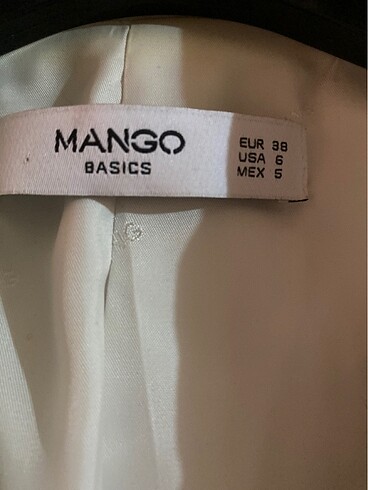 MANGO
BASICS
EUR 38
USA 6
MEX 5